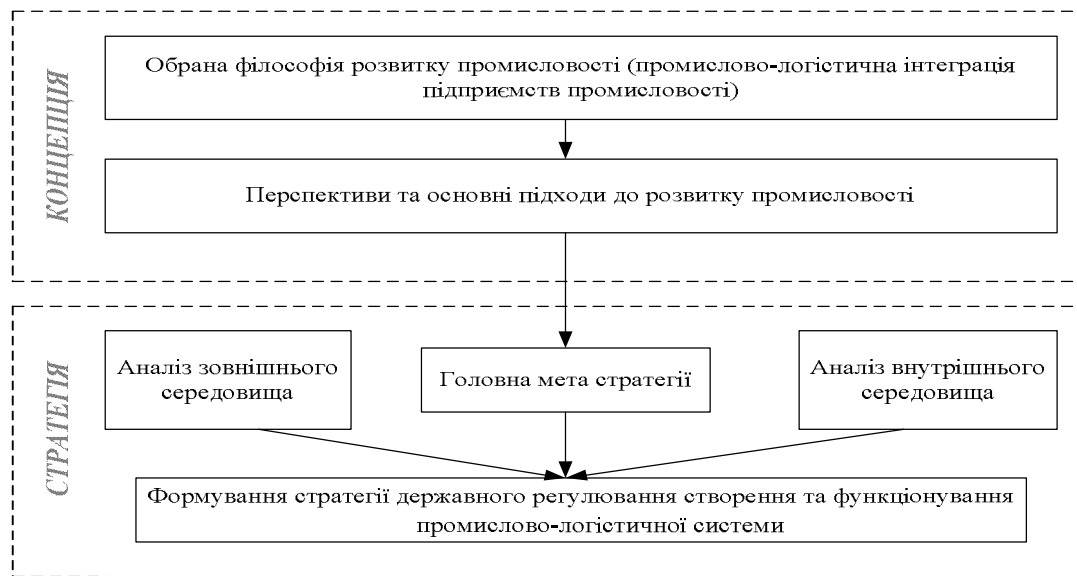 КОНЦЕПЦІЯ
Обрана філософія розвитку промисловості (промислово-логістична інтеграція
підприємств промисловості)
Перспективи та основні підходи до розвитку промисловості
СТРАТЕГІЯ
Аналіз зовнішнього
середовища
Головна мета стратегії
Аналіз внутрішнього
середовища
Формування стратегії державного регулювання створення та функціонування
промислово-логістичної системи